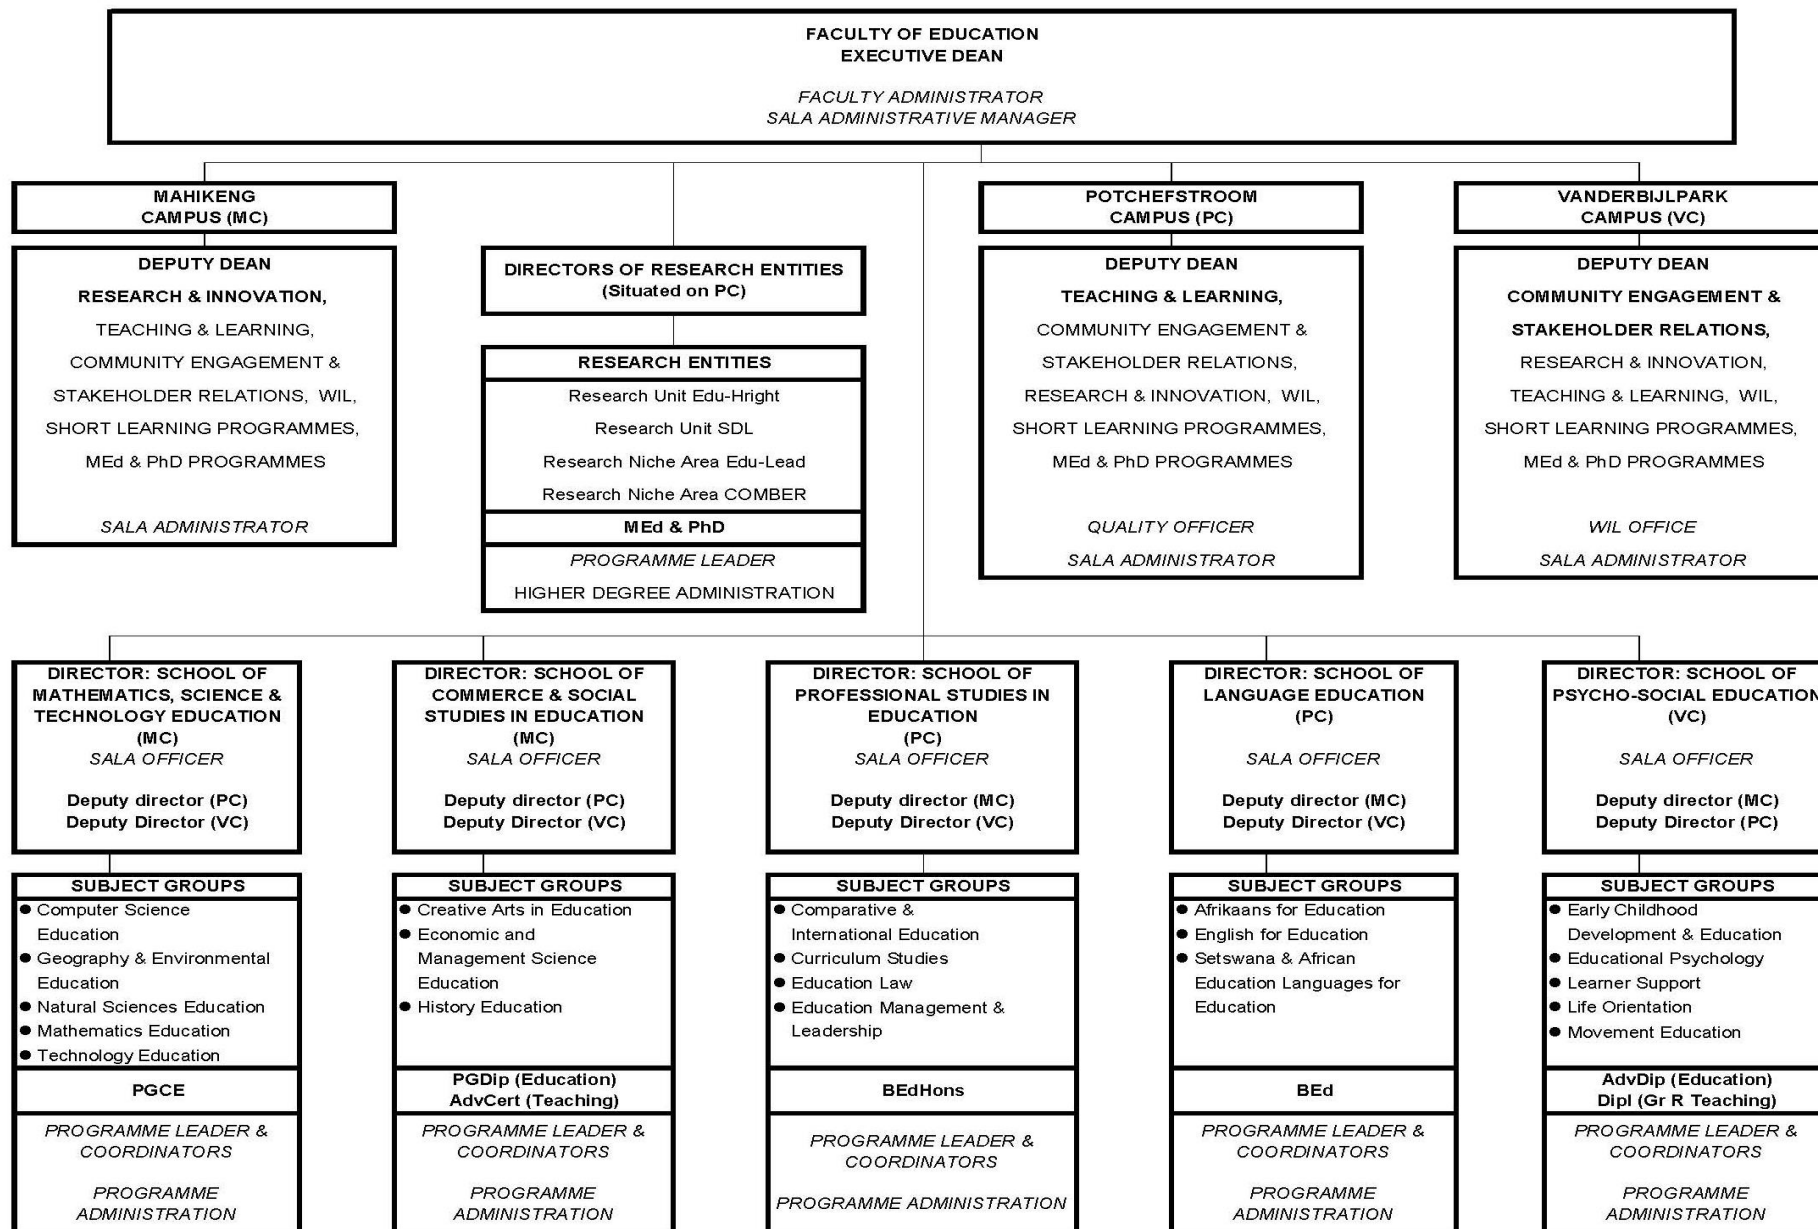 FACULTY OF EDUCATION
EXECUTIVE DEAN
FACULTY ADMINISTRATOR
SALA ADMINISTRATIVE MANAGER
MAHIKENG
CAMPUS (MC)
DEPUTY DEAN
RESEARCH & INNOVATION,
TEACHING & LEARNING,
COMMUNITY ENGAGEMENT &
STAKEHOLDER RELATIONS, WIL,
SHORT LEARNING PROGRAMMES,
MEd & PhD PROGRAMMES
SALA ADMINISTRATOR
DIRECTORS OF RESEARCH ENTITIES
(Situated on PC)
RESEARCH ENTITIES
Research Unit Edu-Hright
Research Unit SDL
Research Niche Area Edu-Lead
Research Niche Area COMBER
MEd & PhD
PROGRAMME LEADER
HIGHER DEGREE ADMINISTRATION
POTCHEFSTROOM
CAMPUS (PC)
DEPUTY DEAN
TEACHING & LEARNING,
COMMUNITY ENGAGEMENT &
STAKEHOLDER RELATIONS,
RESEARCH & INNOVATION, WIL,
SHORT LEARNING PROGRAMMES,
MEd & PhD PROGRAMMES
QUALITY OFFICER
SALA ADMINISTRATOR
VANDERBIJLPARK
CAMPUS (VC)
DEPUTY DEAN
COMMUNITY ENGAGEMENT &
STAKEHOLDER RELATIONS,
RESEARCH & INNOVATION,
TEACHING & LEARNING, WIL,
SHORT LEARNING PROGRAMMES,
MEd & PhD PROGRAMMES
WIL OFFICE
SALA ADMINISTRATOR
DIRECTOR: SCHOOL OF
MATHEMATICS, SCIENCE &
TECHNOLOGY EDUCATION
(MC)
SALA OFFICER
Deputy director (PC)
Deputy Director (VC)
SUBJECT GROUPS
● Computer Science
Education
● Geography & Environmental
Education
● Natural Sciences Education
● Mathematics Education
● Technology Education
PGCE
PROGRAMME LEADER &
COORDINATORS
PROGRAMME
ADMINISTRATION
DIRECTOR: SCHOOL OF
COMMERCE & SOCIAL
STUDIES IN EDUCATION
(MC)
SALA OFFICER
Deputy director (PC)
Deputy Director (VC)
SUBJECT GROUPS
● Creative Arts in Education
● Economic and
Management Science
Education
● History Education
PGDip (Education)
AdvCert (Teaching)
PROGRAMME LEADER &
COORDINATORS
PROGRAMME
ADMINISTRATION
DIRECTOR: SCHOOL OF
PROFESSIONAL STUDIES IN
EDUCATION
(PC)
SALA OFFICER
Deputy director (MC)
Deputy Director (VC)
SUBJECT GROUPS
● Comparative &
International Education
● Curriculum Studies
● Education Law
● Education Management &
Leadership
BEdHons
PROGRAMME LEADER &
COORDINATORS
PROGRAMME ADMINISTRATION
DIRECTOR: SCHOOL OF
LANGUAGE EDUCATION
(PC)
SALA OFFICER
Deputy director (MC)
Deputy Director (VC)
SUBJECT GROUPS
● Afrikaans for Education
● English for Education
● Setswana & African
Education Languages for
Education
BEd
PROGRAMME LEADER &
COORDINATORS
PROGRAMME
ADMINISTRATION
DIRECTOR: SCHOOL OF
PSYCHO-SOCIAL EDUCATION
(VC)
SALA OFFICER
Deputy director (MC)
Deputy Director (PC)
SUBJECT GROUPS
● Early Childhood
Development & Education
● Educational Psychology
● Learner Support
● Life Orientation
● Movement Education
AdvDip (Education)
Dipl (Gr R Teaching)
PROGRAMME LEADER &
COORDINATORS
PROGRAMME
ADMINISTRATION